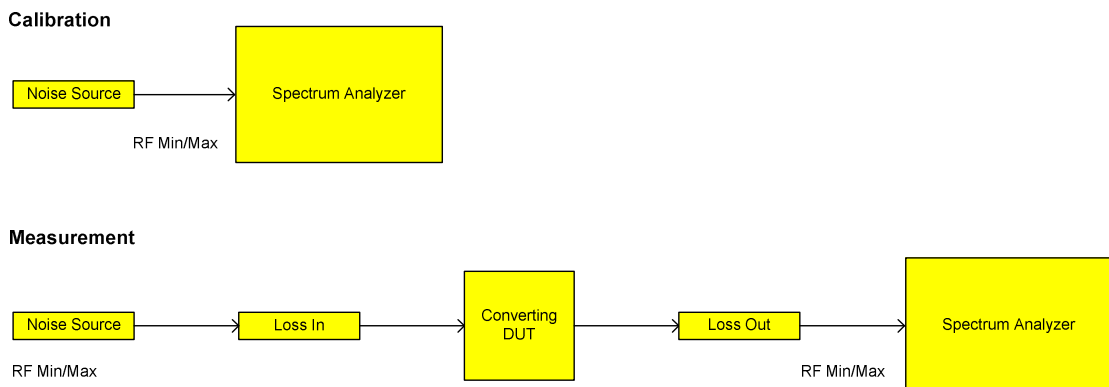 Calibration
Noise Source
Spectrum Analyzer
RF Min/Max
Measurement
Noise Source
Loss In
Converting
DUT
Loss Out
Spectrum Analyzer
RF Min/Max
RF Min/Max